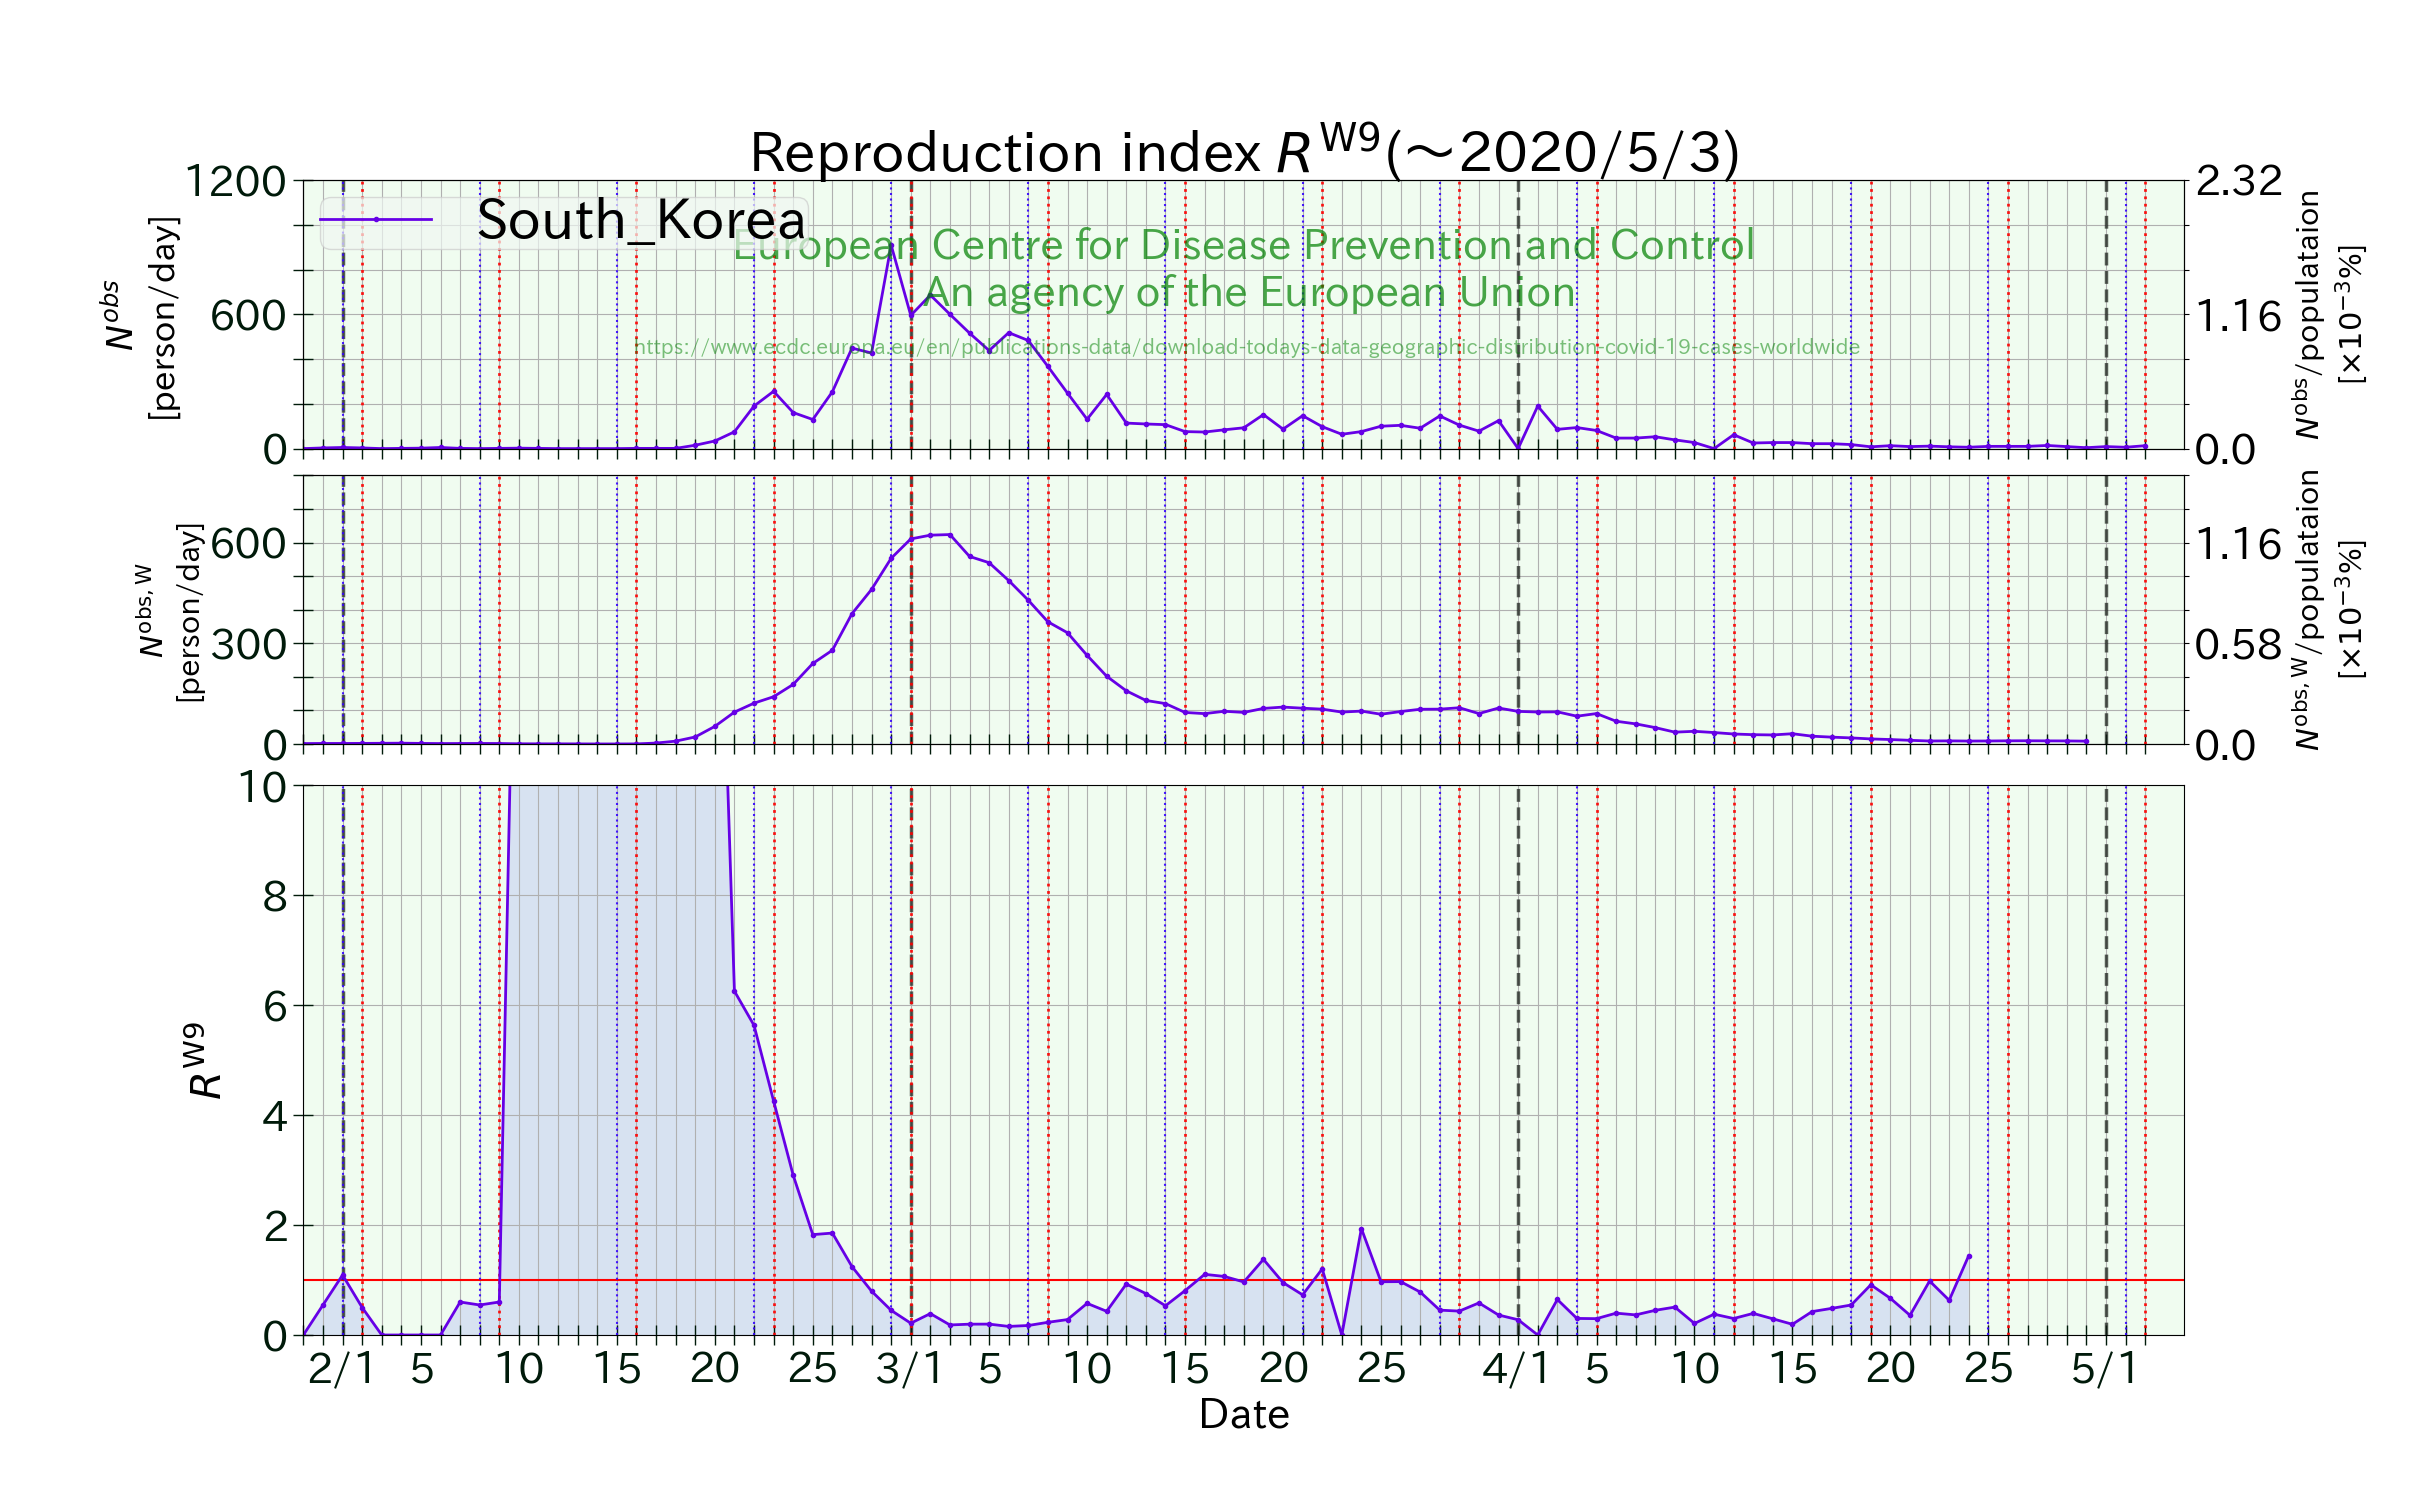 Reproduction index R^W9(～2020/5/3)
South_Korea
European Centre for Disease Prevention and Control
An agency of the European Union
https://www.ecdc.europa.eu/en/publications-data/download-todays-data-geographic-distribution-covid-19-cases-worldwide
N^obs
[person/day]
1200
600
0
2.32
1.16
0.0
N^obs/populataion
[×10^−3%]
N^obs, W
[person/day]
600
300
0
1.16
0.58
0.0
N^obs, W/populataion
[×10^−3%]
R^W9
10
8
6
4
2
0
2/1 5 10 15 20 25 3/1 5 10 15 20 25 4/1 5 10 15 20 25 5/1
Date